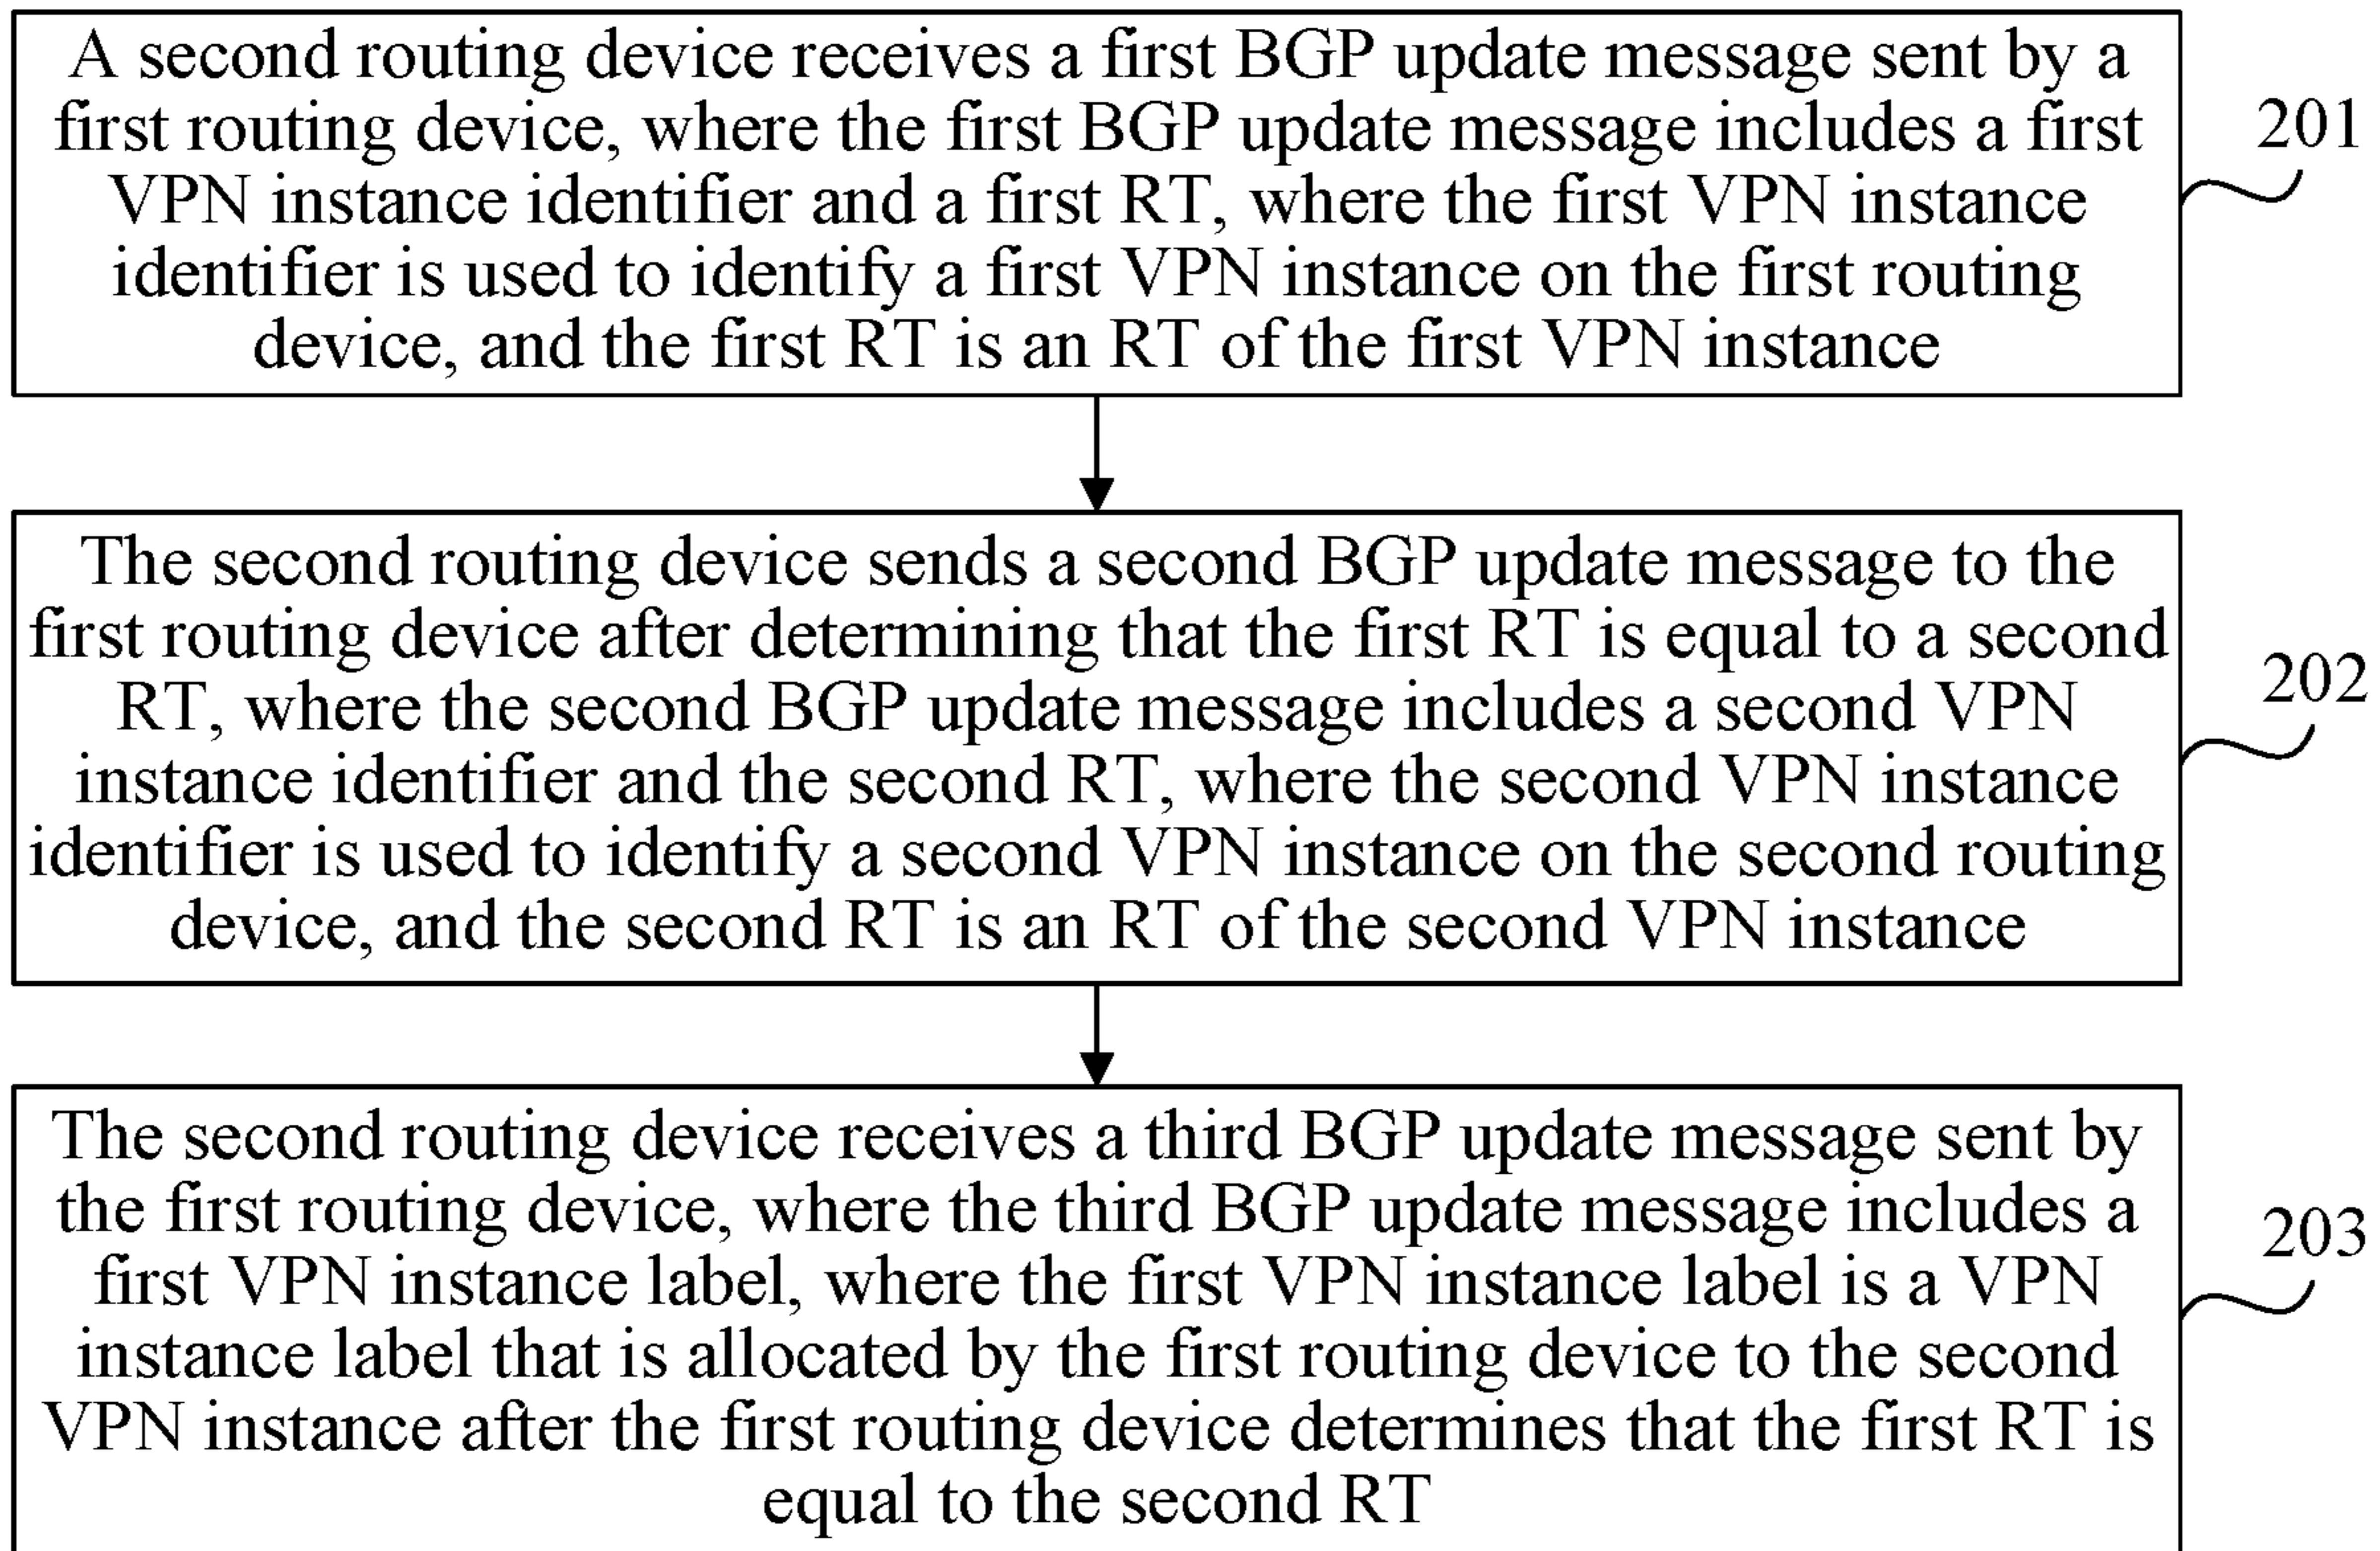 A second routing device receives a first BGP update message sent by a
first routing device, where the first BGP update message includes a first
VPN instance identifier and a first RT, where the first VPN instance
identifier is used to identify a first VPN instance on the first routing
device, and the first RT is an RT of the first VPN instance
201
The second routing device sends a second BGP update message to the
first routing device after determining that the first RT is equal to a second
RT, where the second BGP update message includes a second VPN
instance identifier and the second RT, where the second VPN instance
identifier is used to identify a second VPN instance on the second routing
device, and the second RT is an RT of the second VPN instance
202
The second routing device receives a third BGP update message sent by
the first routing device, where the third BGP update message includes a
first VPN instance label, where the first VPN instance label is a VPN
instance label that is allocated by the first routing device to the second
VPN instance after the first routing device determines that the first RT is
equal to the second RT
203